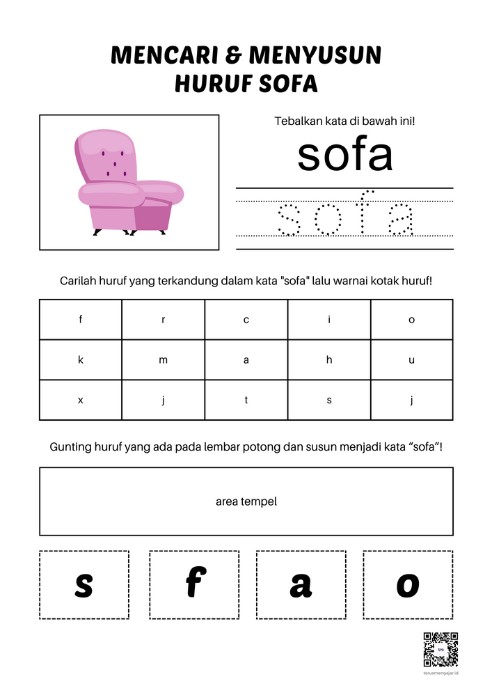 MENCARI & MENYUSUN
HURUF SOFA
Tebalkan kata di bawah ini!
sofa
sofa
Carilah huruf yang terkandung dalam kata "sofa" lalu warnai kotak huruf!
f r c i o
k m a h u
x j t s j
Gunting huruf yang ada pada lembar potong dan susun menjadi kata “sofa”!
area tempel
s f a o